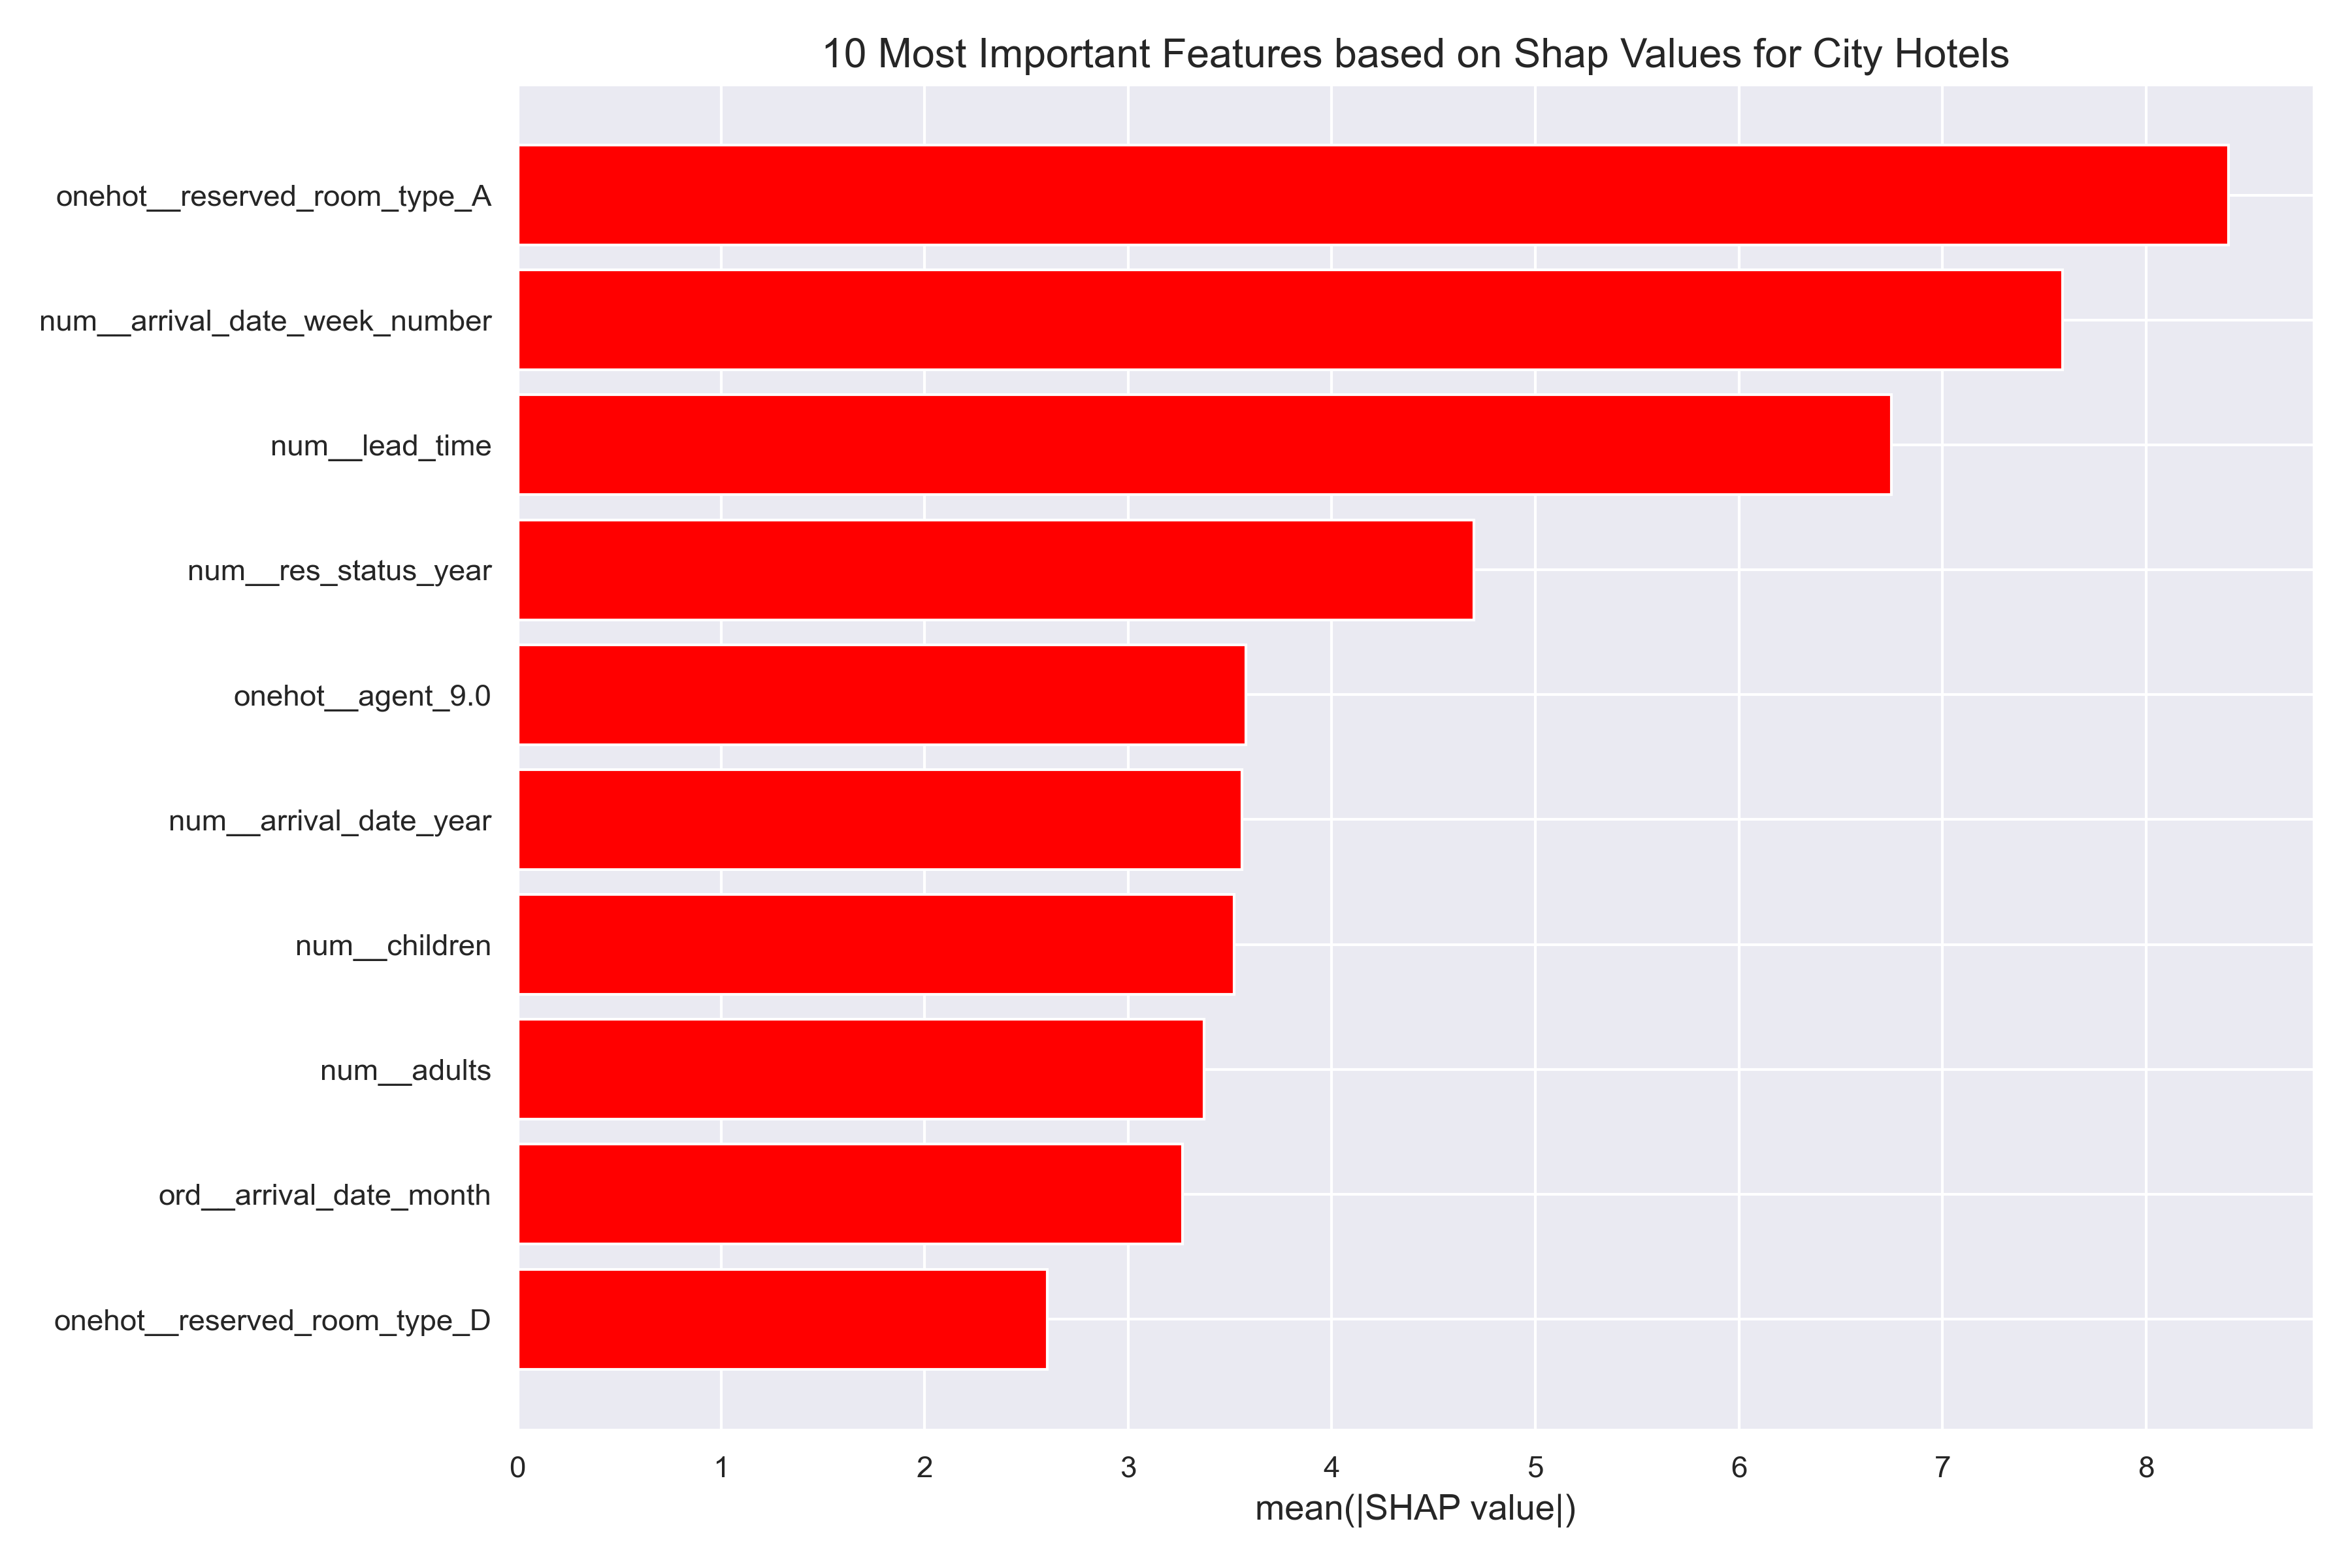 10 Most Important Features based on Shap Values for City Hotels
onehot__reserved_room_type_A
num__arrival_date_week_number
num__lead_time
num__res_status_year
onehot__agent_9.0
num__arrival_date_year
num__children
num__adults
ord__arrival_date_month
onehot__reserved_room_type_D
0 1 2 3 4 5 6 7 8
mean(|SHAP value|)